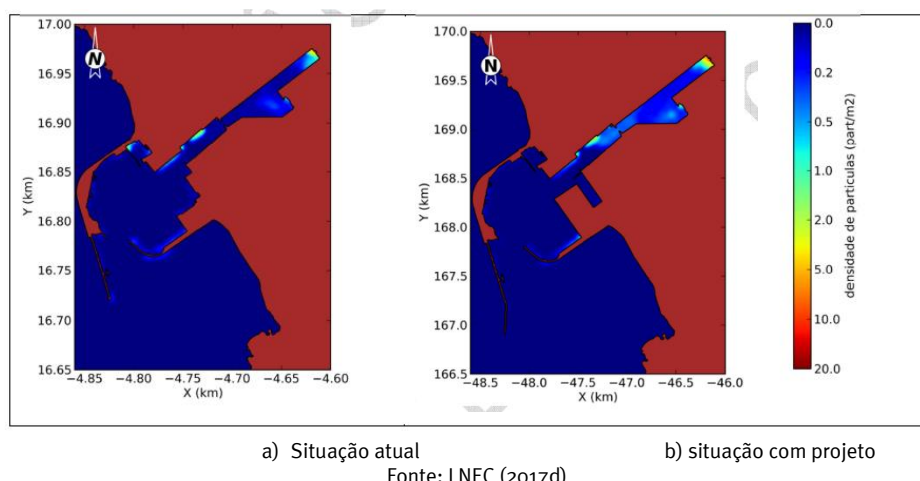 17.00
16.95
16.90
16.85
16.80
16.75
16.70
16.65
Y (km)
N
−4.85 −4.80 −4.75 −4.70 −4.65 −4.60
X (km)
170.0
169.5
169.0
168.5
168.0
167.5
167.0
166.5
Y (km)
N
−48.5 −48.0 −47.5 −47.0 −46.5 −46.0
X (km)
0.0
0.2
0.5
1.0
2.0
5.0
10.0
20.0
densidade de particulas (part/m2)
a) Situação atual
b) situação com projeto
Fonte: LNEC (2017d)